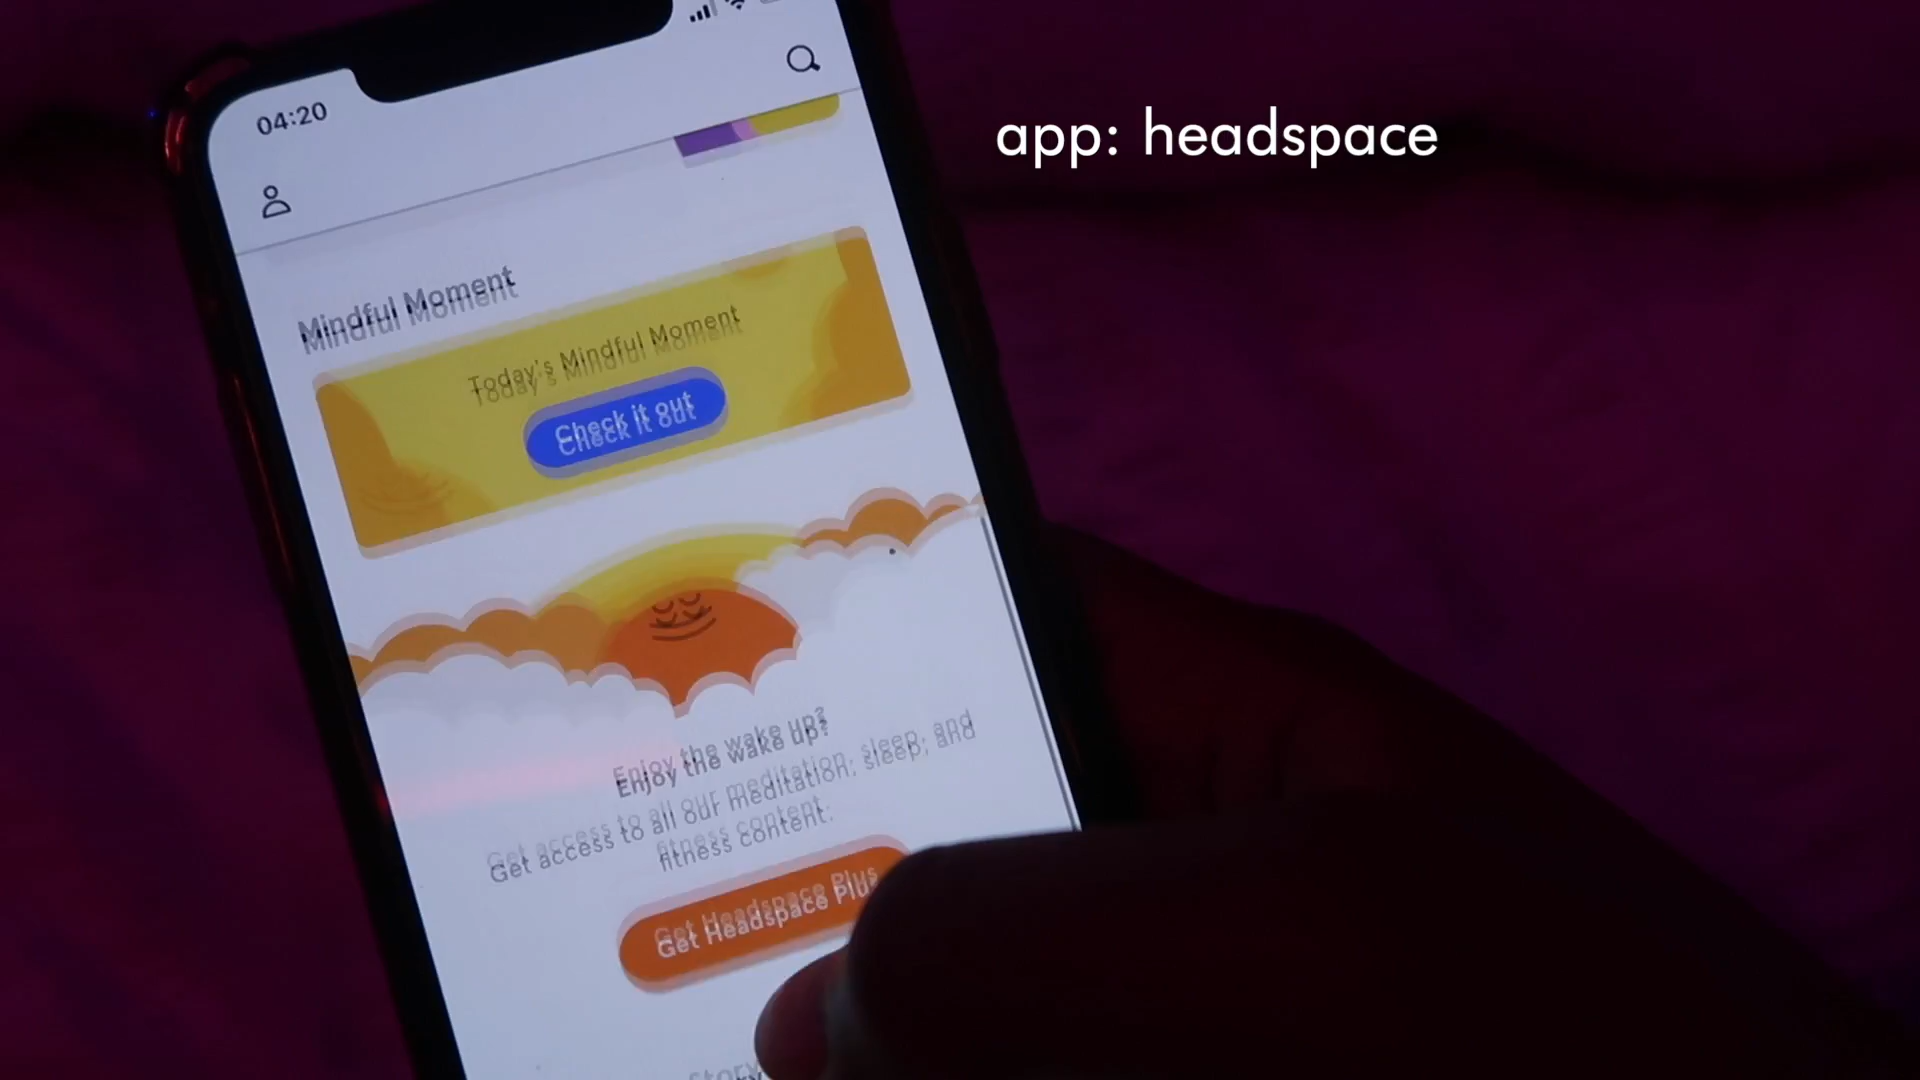 04:20
app: headspace
Mindful Moment
Today's Mindful Moment
Check it out
Enjoy the wake up?
Get access to all our meditation, sleep, and
fitness content.
Get Headspace Plus
Story